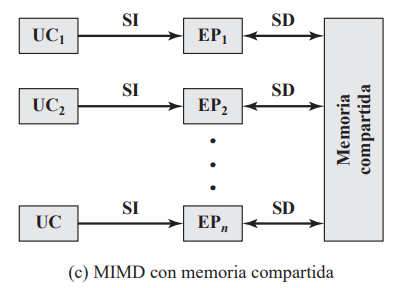 SI
SD
UC₁
EP₁
SI
SD
UC₂
EP₂
Memoria
compartida
SI
SD
UC
EPₙ
(c) MIMD con memoria compartida